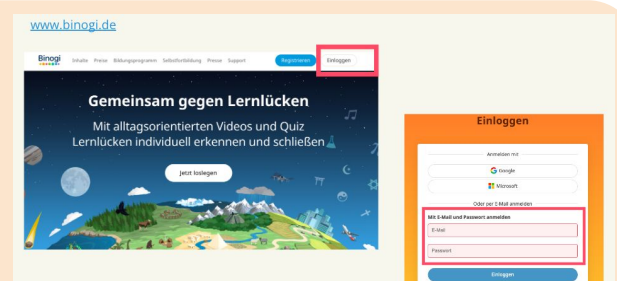 www.binogi.de
Binogi
Inhalte Preise Bildungsprogramm Selbstfortbildung Presse Support Registrieren Einloggen
Gemeinsam gegen Lernlücken
Mit alltagsorientierten Videos und Quiz
Lernlücken individuell erkennen und schließen
Jetzt loslegen
Einloggen
Anmelden mit
Google
Microsoft
Oder per E-Mail anmelden
Mit E-Mail und Passwort anmelden
E-Mail
Passwort
Einloggen